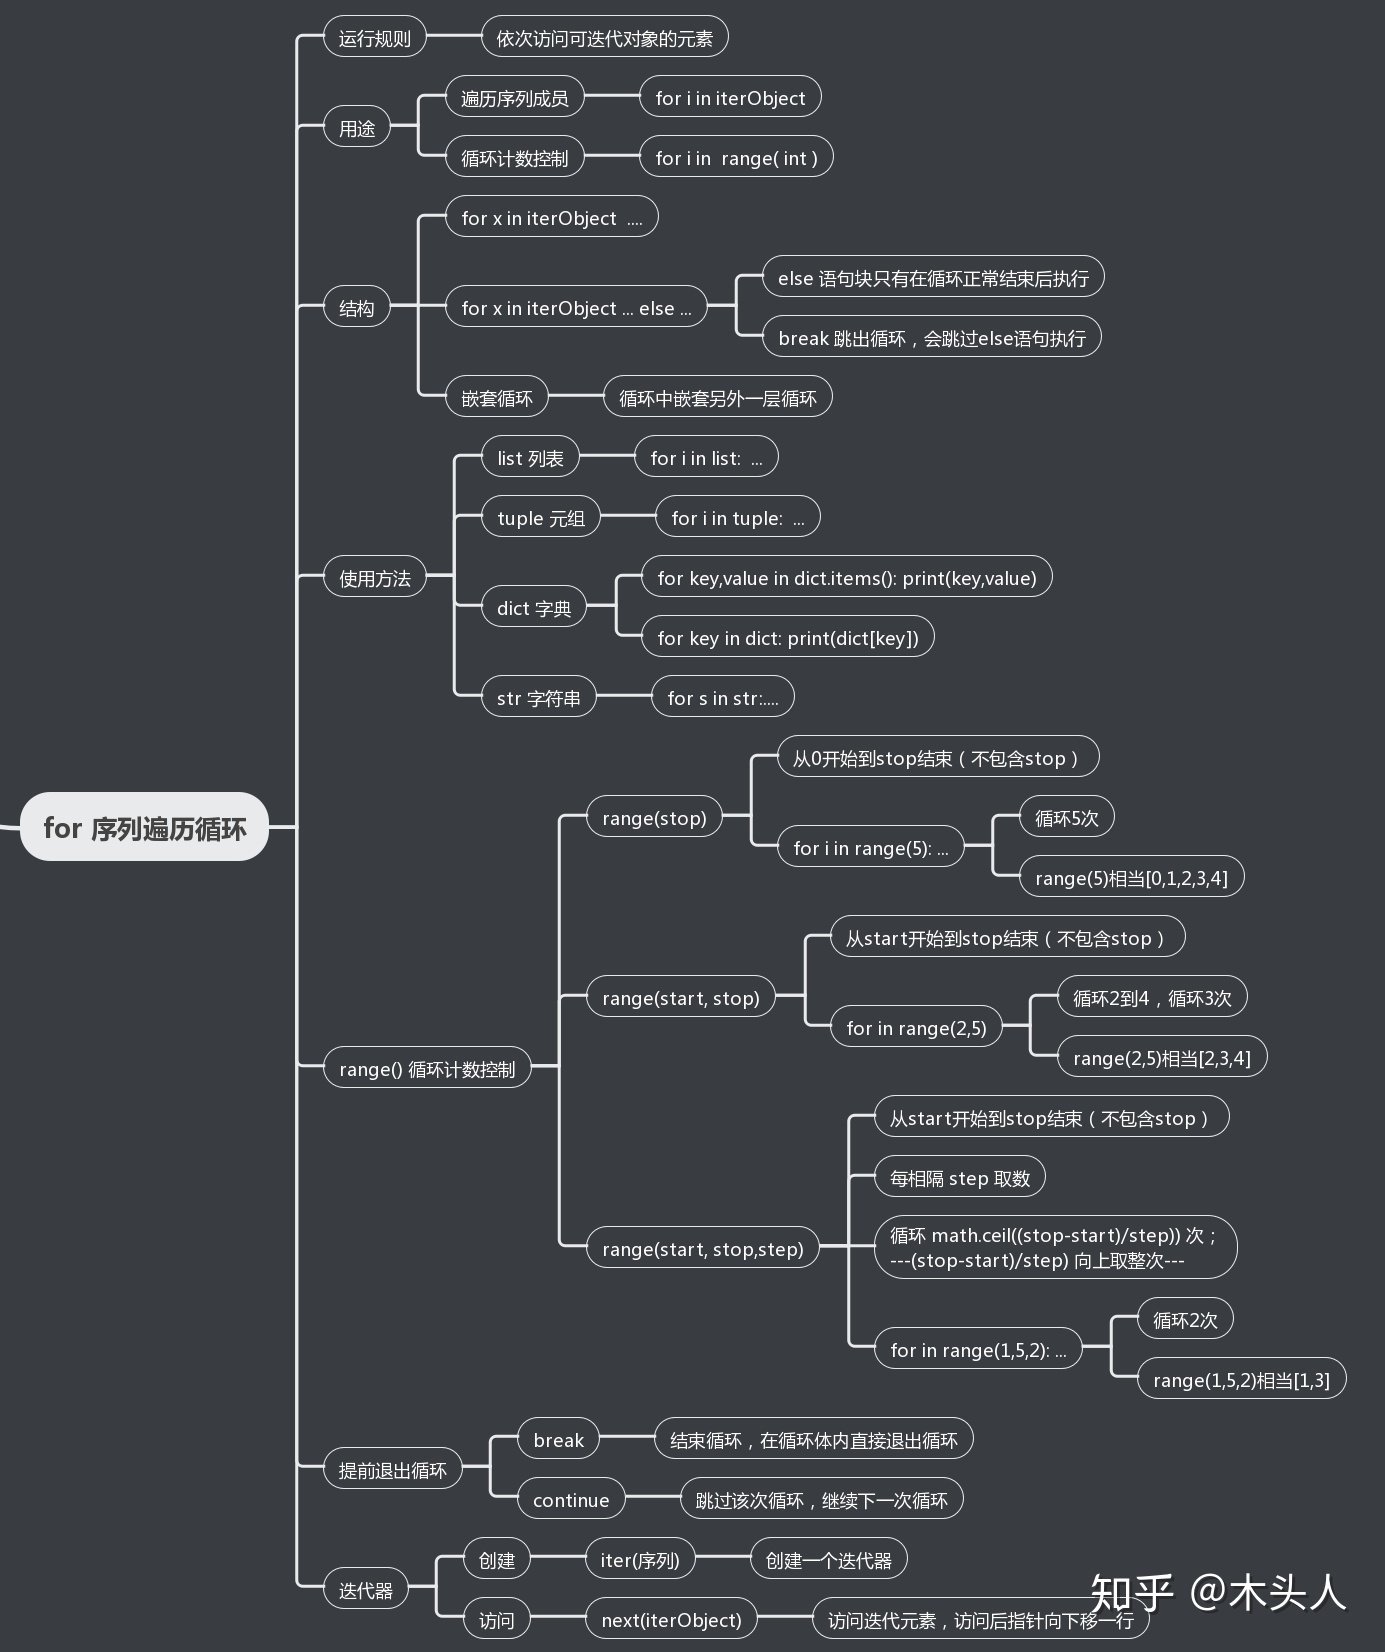 for 序列遍历循环
运行规则
依次访问可迭代对象的元素
用途
遍历序列成员
for i in iterObject
循环计数控制
for i in  range( int )
结构
for x in iterObject  ....
for x in iterObject ... else ...
else 语句块只有在循环正常结束后执行
break 跳出循环，会跳过else语句执行
嵌套循环
循环中嵌套另外一层循环
使用方法
list 列表
for i in list:  ...
tuple 元组
for i in tuple:  ...
dict 字典
for key,value in dict.items(): print(key,value)
for key in dict: print(dict[key])
str 字符串
for s in str:....
range() 循环计数控制
range(stop)
从0开始到stop结束（不包含stop）
for i in range(5): ...
循环5次
range(5)相当[0,1,2,3,4]
range(start, stop)
从start开始到stop结束（不包含stop）
for in range(2,5)
循环2到4，循环3次
range(2,5)相当[2,3,4]
range(start, stop,step)
从start开始到stop结束（不包含stop）
每相隔 step 取数
循环 math.ceil((stop-start)/step)) 次；
---(stop-start)/step) 向上取整次---
for in range(1,5,2): ...
循环2次
range(1,5,2)相当[1,3]
提前退出循环
break
结束循环，在循环体内直接退出循环
continue
跳过该次循环，继续下一次循环
迭代器
创建
iter(序列)
创建一个迭代器
访问
next(iterObject)
访问迭代元素，访问后指针向下移一行
知乎 @木头人